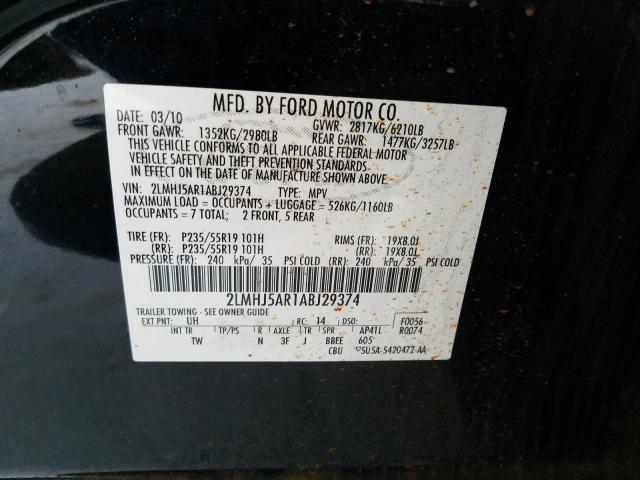 MFD. BY FORD MOTOR CO.
DATE: 03/10 GVWR: 2817KG/6210LB
FRONT GAWR: 1352KG/2980LB REAR GAWR: 1477KG/3257LB
THIS VEHICLE CONFORMS TO ALL APPLICABLE FEDERAL MOTOR
VEHICLE SAFETY AND THEFT PREVENTION STANDARDS
IN EFFECT ON THE DATE OF MANUFACTURE SHOWN ABOVE.
VIN: 2LMHJ5AR1ABJ29374 TYPE: MPV
MAXIMUM LOAD = OCCUPANTS + LUGGAGE = 526KG/1160LB
OCCUPANTS = 7 TOTAL; 2 FRONT, 5 REAR
TIRE (FR): P235/55R19 101H RIMS (FR): 19X8.0J
(RR): P235/55R19 101H (RR): 19X8.0J
PRESSURE (FR): 240 kPa/ 35 PSI COLD (RR): 240 kPa/ 35 PSI COLD
2LMHJ5AR1ABJ29374
TRAILER TOWING - SEE OWNERS GUIDE
EXT PNT: UH RC: 14 DSO: F0056
INT TR TP/PS R AXLE TR SPR AP41L R0074
TW N 3F J BBEE 605
CBU 5U5A-5420472-AA